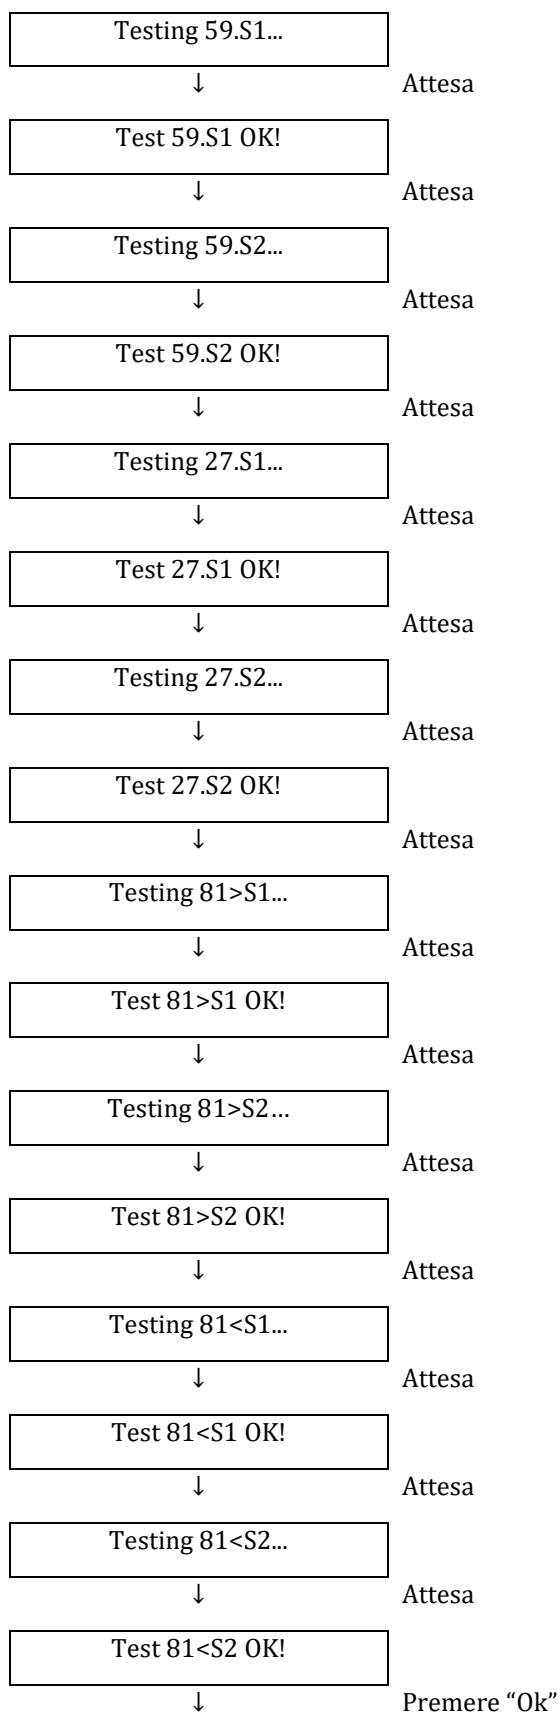 Testing 59.S1...
↓ Attesa
Test 59.S1 OK!
↓ Attesa
Testing 59.S2...
↓ Attesa
Test 59.S2 OK!
↓ Attesa
Testing 27.S1...
↓ Attesa
Test 27.S1 OK!
↓ Attesa
Testing 27.S2...
↓ Attesa
Test 27.S2 OK!
↓ Attesa
Testing 81>S1...
↓ Attesa
Test 81>S1 OK!
↓ Attesa
Testing 81>S2...
↓ Attesa
Test 81>S2 OK!
↓ Attesa
Testing 81<S1...
↓ Attesa
Test 81<S1 OK!
↓ Attesa
Testing 81<S2...
↓ Attesa
Test 81<S2 OK!
↓ Premere “Ok”